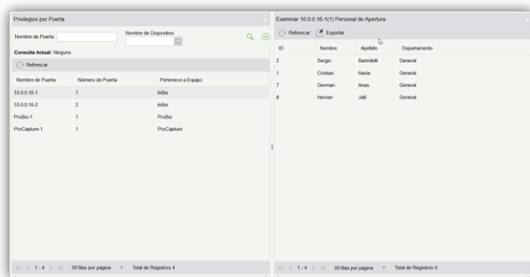 Privilegios por Puerta
Nombre de Puerta
Nombre de Dispositivo
Consulta Actual: Ninguno
Refrescar
Nombre de Puerta Número de Puerta Pertenece a Equipo
10.0.0.16-1 1 InBio
10.0.0.16-2 2 InBio
ProBio-1 1 ProBio
ProCapture-1 1 ProCapture
1 - 4 50 filas por página Total de Registros 4
Examinar 10.0.0.16-1(1) Personal de Apertura
Refrescar Exportar
ID Nombre Apellido Departamento
2 Sergio Barindelli General
1 Cristian Navia General
7 German Arias General
8 Hernan Jalil General
1 - 4 50 filas por página Total de Registros 4